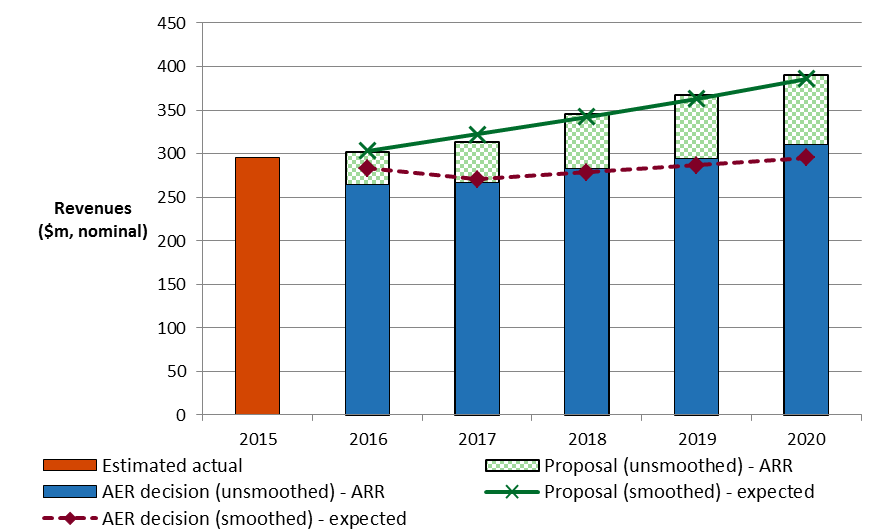 450
400
350
300
250
200
150
100
50
0
Revenues
($m, nominal)
2015 2016 2017 2018 2019 2020
Estimated actual Proposal (unsmoothed) - ARR
AER decision (unsmoothed) - ARR Proposal (smoothed) - expected
AER decision (smoothed) - expected